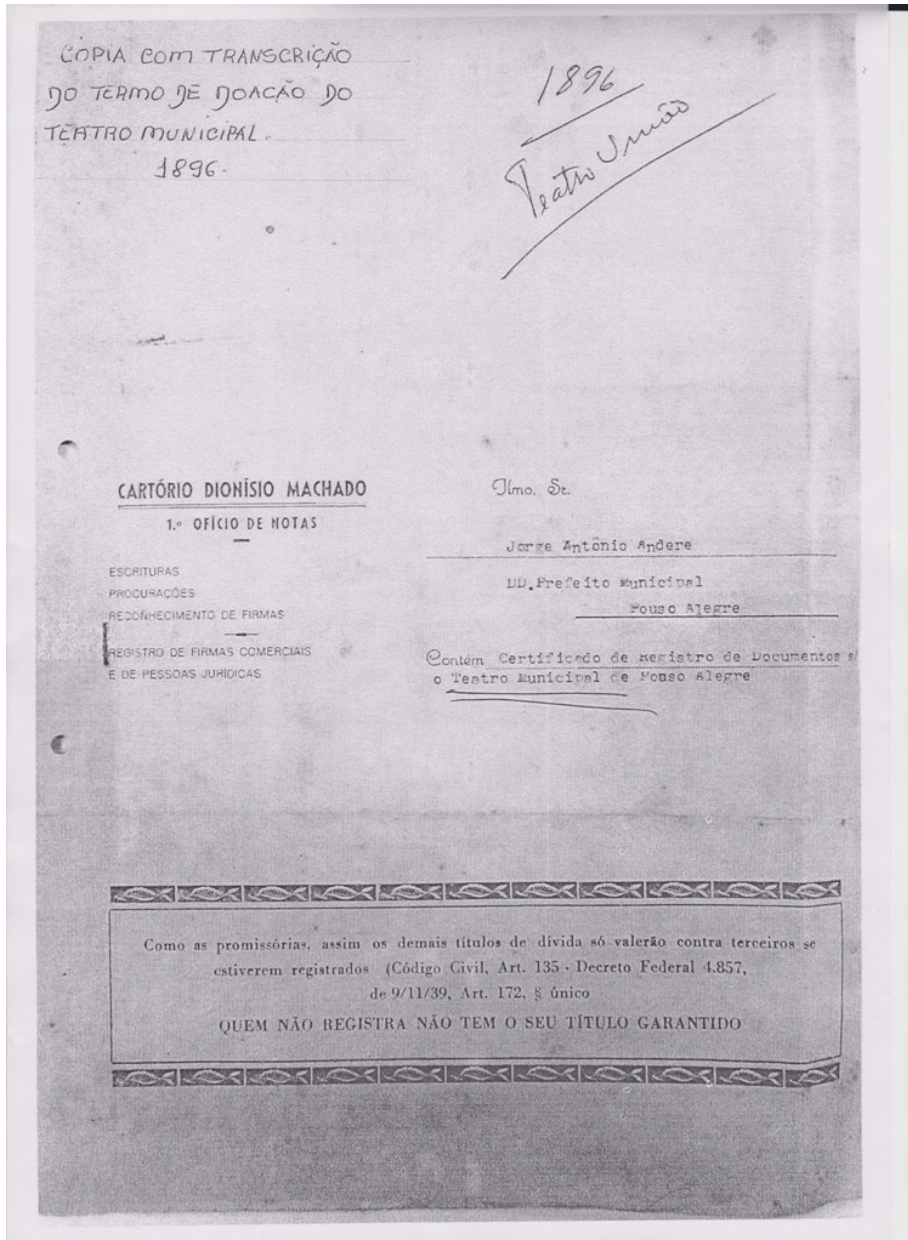 COPIA COM TRANSCRIÇÃO
DO TERMO DE DOACÃO DO
TEATRO MUNICIPAL.
1896.
1896
Teatro União
CARTÓRIO DIONÍSIO MACHADO
1.º OFÍCIO DE NOTAS
ESCRITURAS
PROCURAÇÕES
RECONHECIMENTO DE FIRMAS
REGISTRO DE FIRMAS COMERCIAIS
E DE PESSOAS JURÍDICAS
Ilmo. Sr.
Jorge Antônio Andere
DD.Prefeito Municipal
Pouso Alegre
Contém Certificado de Registro de Documentos s/
o Teatro Municipal de Pouso Alegre
Como as promissórias, assim os demais títulos de dívida só valerão contra terceiros se
estiverem registrados (Código Civil, Art. 135 - Decreto Federal 4.857,
de 9/11/39, Art. 172, § único
QUEM NÃO REGISTRA NÃO TEM O SEU TÍTULO GARANTIDO